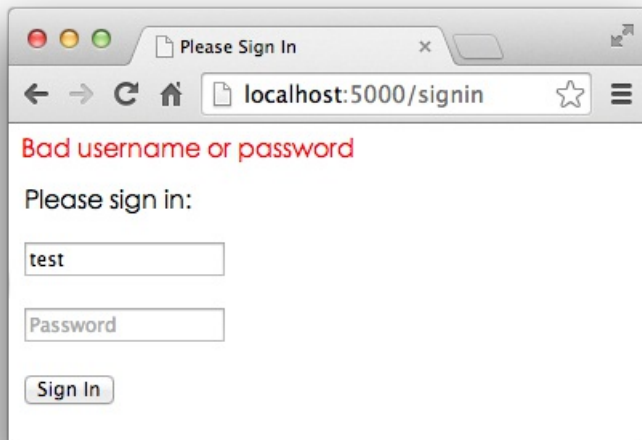 Please Sign In
localhost:5000/signin
Bad username or password
Please sign in:
test
Password
Sign In